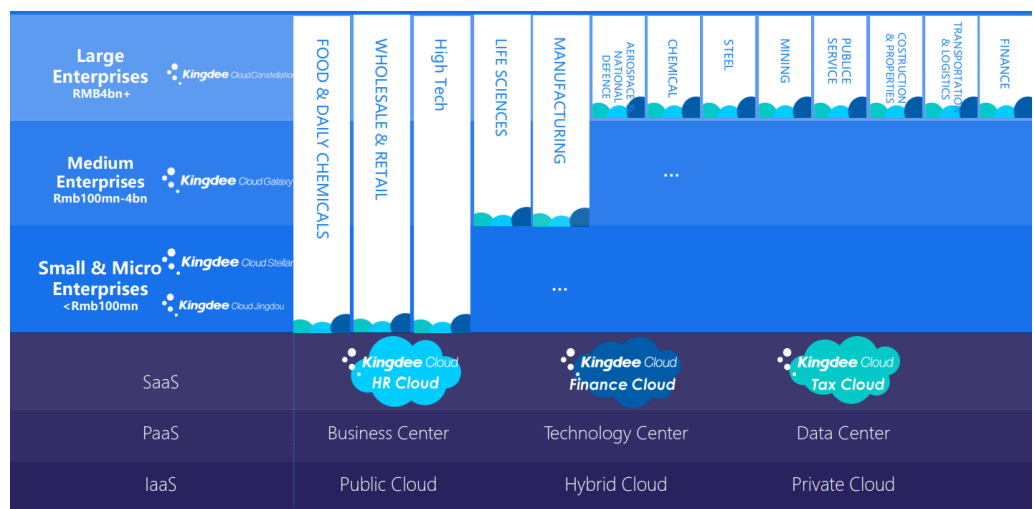 Large
Enterprises
RMB4bn+
Kingdee Cloud Constellation
FOOD & DAILY CHEMICALS
WHOLESALE & RETAIL
High Tech
LIFE SCIENCES
MANUFACTURING
AEROSPACE &
NATIONAL
DEFENCE
CHEMICAL
STEEL
MINING
PUBLICE
SERVICE
COSTRUCTION
& PROPERTIES
TRANSPORTATION
& LOGISTICS
FINANCE
Medium
Enterprises
Rmb100mn-4bn
Kingdee Cloud Galaxy
...
Small & Micro
Enterprises
<Rmb100mn
Kingdee Cloud Stellar
Kingdee Cloud Jingdou
...
SaaS
Kingdee Cloud
HR Cloud
Kingdee Cloud
Finance Cloud
Kingdee Cloud
Tax Cloud
PaaS
Business Center
Technology Center
Data Center
IaaS
Public Cloud
Hybrid Cloud
Private Cloud